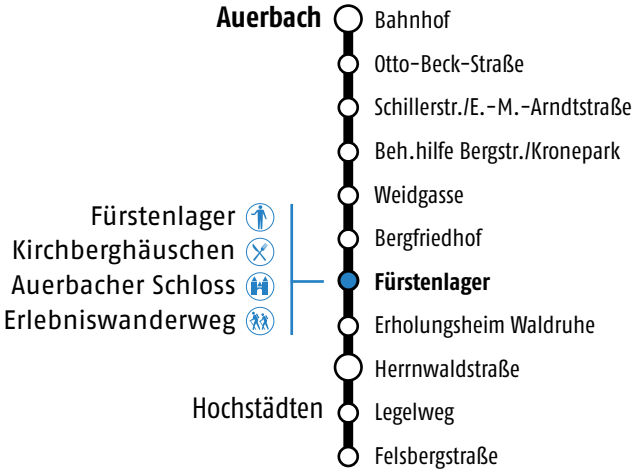 Auerbach Bahnhof
Otto-Beck-Straße
Schillerstr./E.-M.-Arndtstraße
Beh.hilfe Bergstr./Kronepark
Weidgasse
Bergfriedhof
Fürstenlager
Kirchberghäuschen
Auerbacher Schloss
Erlebniswanderweg
Fürstenlager
Erholungsheim Waldruhe
Herrnwaldstraße
Hochstädten Legelweg
Felsbergstraße